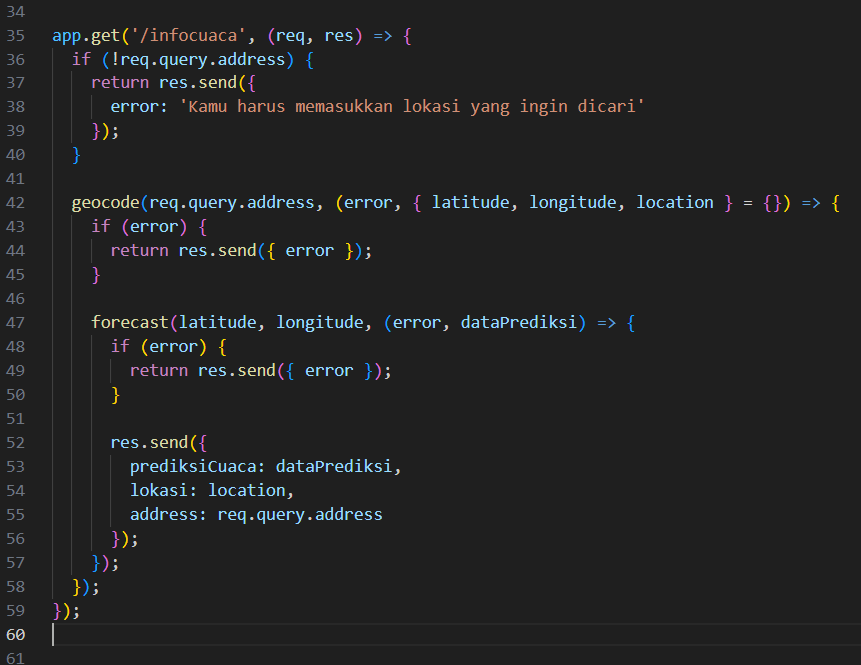 34
35 app.get('/infocuaca', (req, res) => {
36   if (!req.query.address) {
37     return res.send({
38       error: 'Kamu harus memasukkan lokasi yang ingin dicari'
39     });
40   }
41
42   geocode(req.query.address, (error, { latitude, longitude, location } = {}) => {
43     if (error) {
44       return res.send({ error });
45     }
46
47     forecast(latitude, longitude, (error, dataPrediksi) => {
48       if (error) {
49         return res.send({ error });
50       }
51
52       res.send({
53         prediksiCuaca: dataPrediksi,
54         lokasi: location,
55         address: req.query.address
56       });
57     });
58   });
59 });
60
61